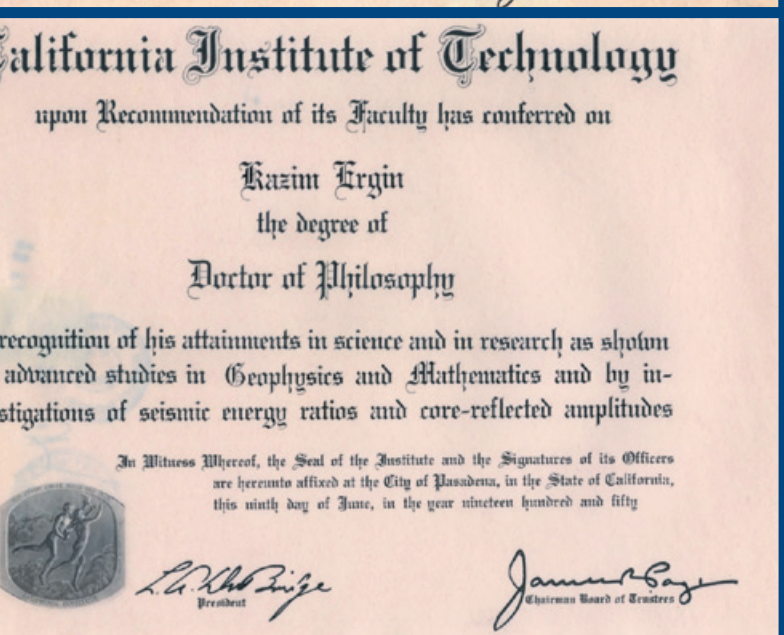 California Institute of Technology
upon Recommendation of its Faculty has conferred on
Kazim Ergin
the degree of
Doctor of Philosophy
recognition of his attainments in science and in research as shown
advanced studies in Geophysics and Mathematics and by in-
stigations of seismic energy ratios and core-reflected amplitudes
In Witness Whereof, the Seal of the Institute and the Signatures of its Officers
are hereunto affixed at the City of Pasadena, in the State of California,
this ninth day of June, in the year nineteen hundred and fifty
L. A. DuBridge
James R Page
President
Chairman Board of Trustees